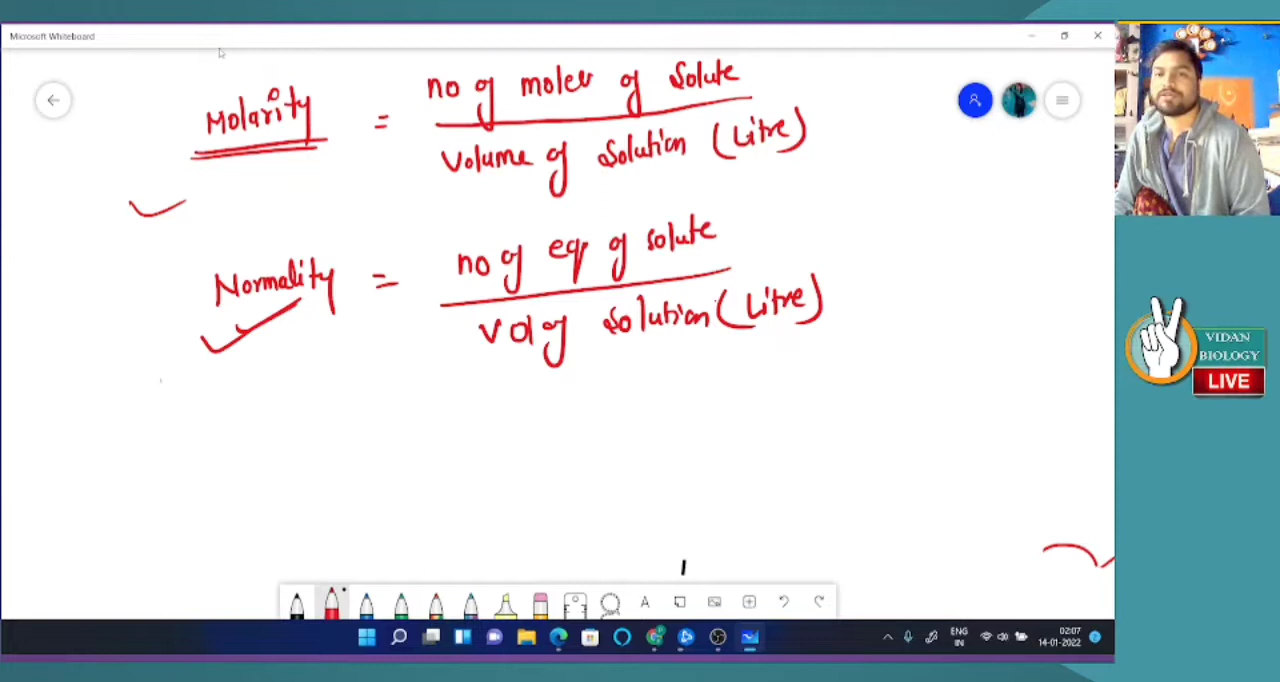 Microsoft Whiteboard
Molarity = no of moles of solute
Volume of Solution (Litre)
Normality = no of eq of solute
Vol of Solution (Litre)
VIDAN
BIOLOGY
LIVE
A
ENG
IN
02:07
14-01-2022